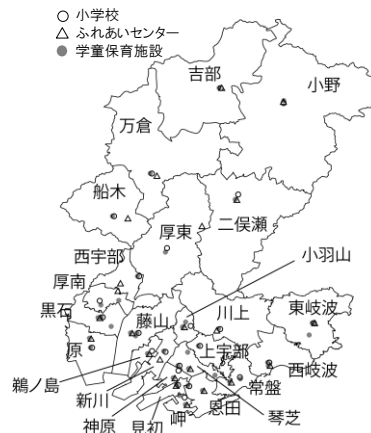 小学校
ふれあいセンター
学童保育施設
吉部
小野
万倉
船木
二俣瀬
厚東
西宇部
小羽山
厚南
黒石
藤山
川上
東岐波
原
上宇部
西岐波
鵜ノ島
常盤
新川
恩田
琴芝
神原
見初
岬